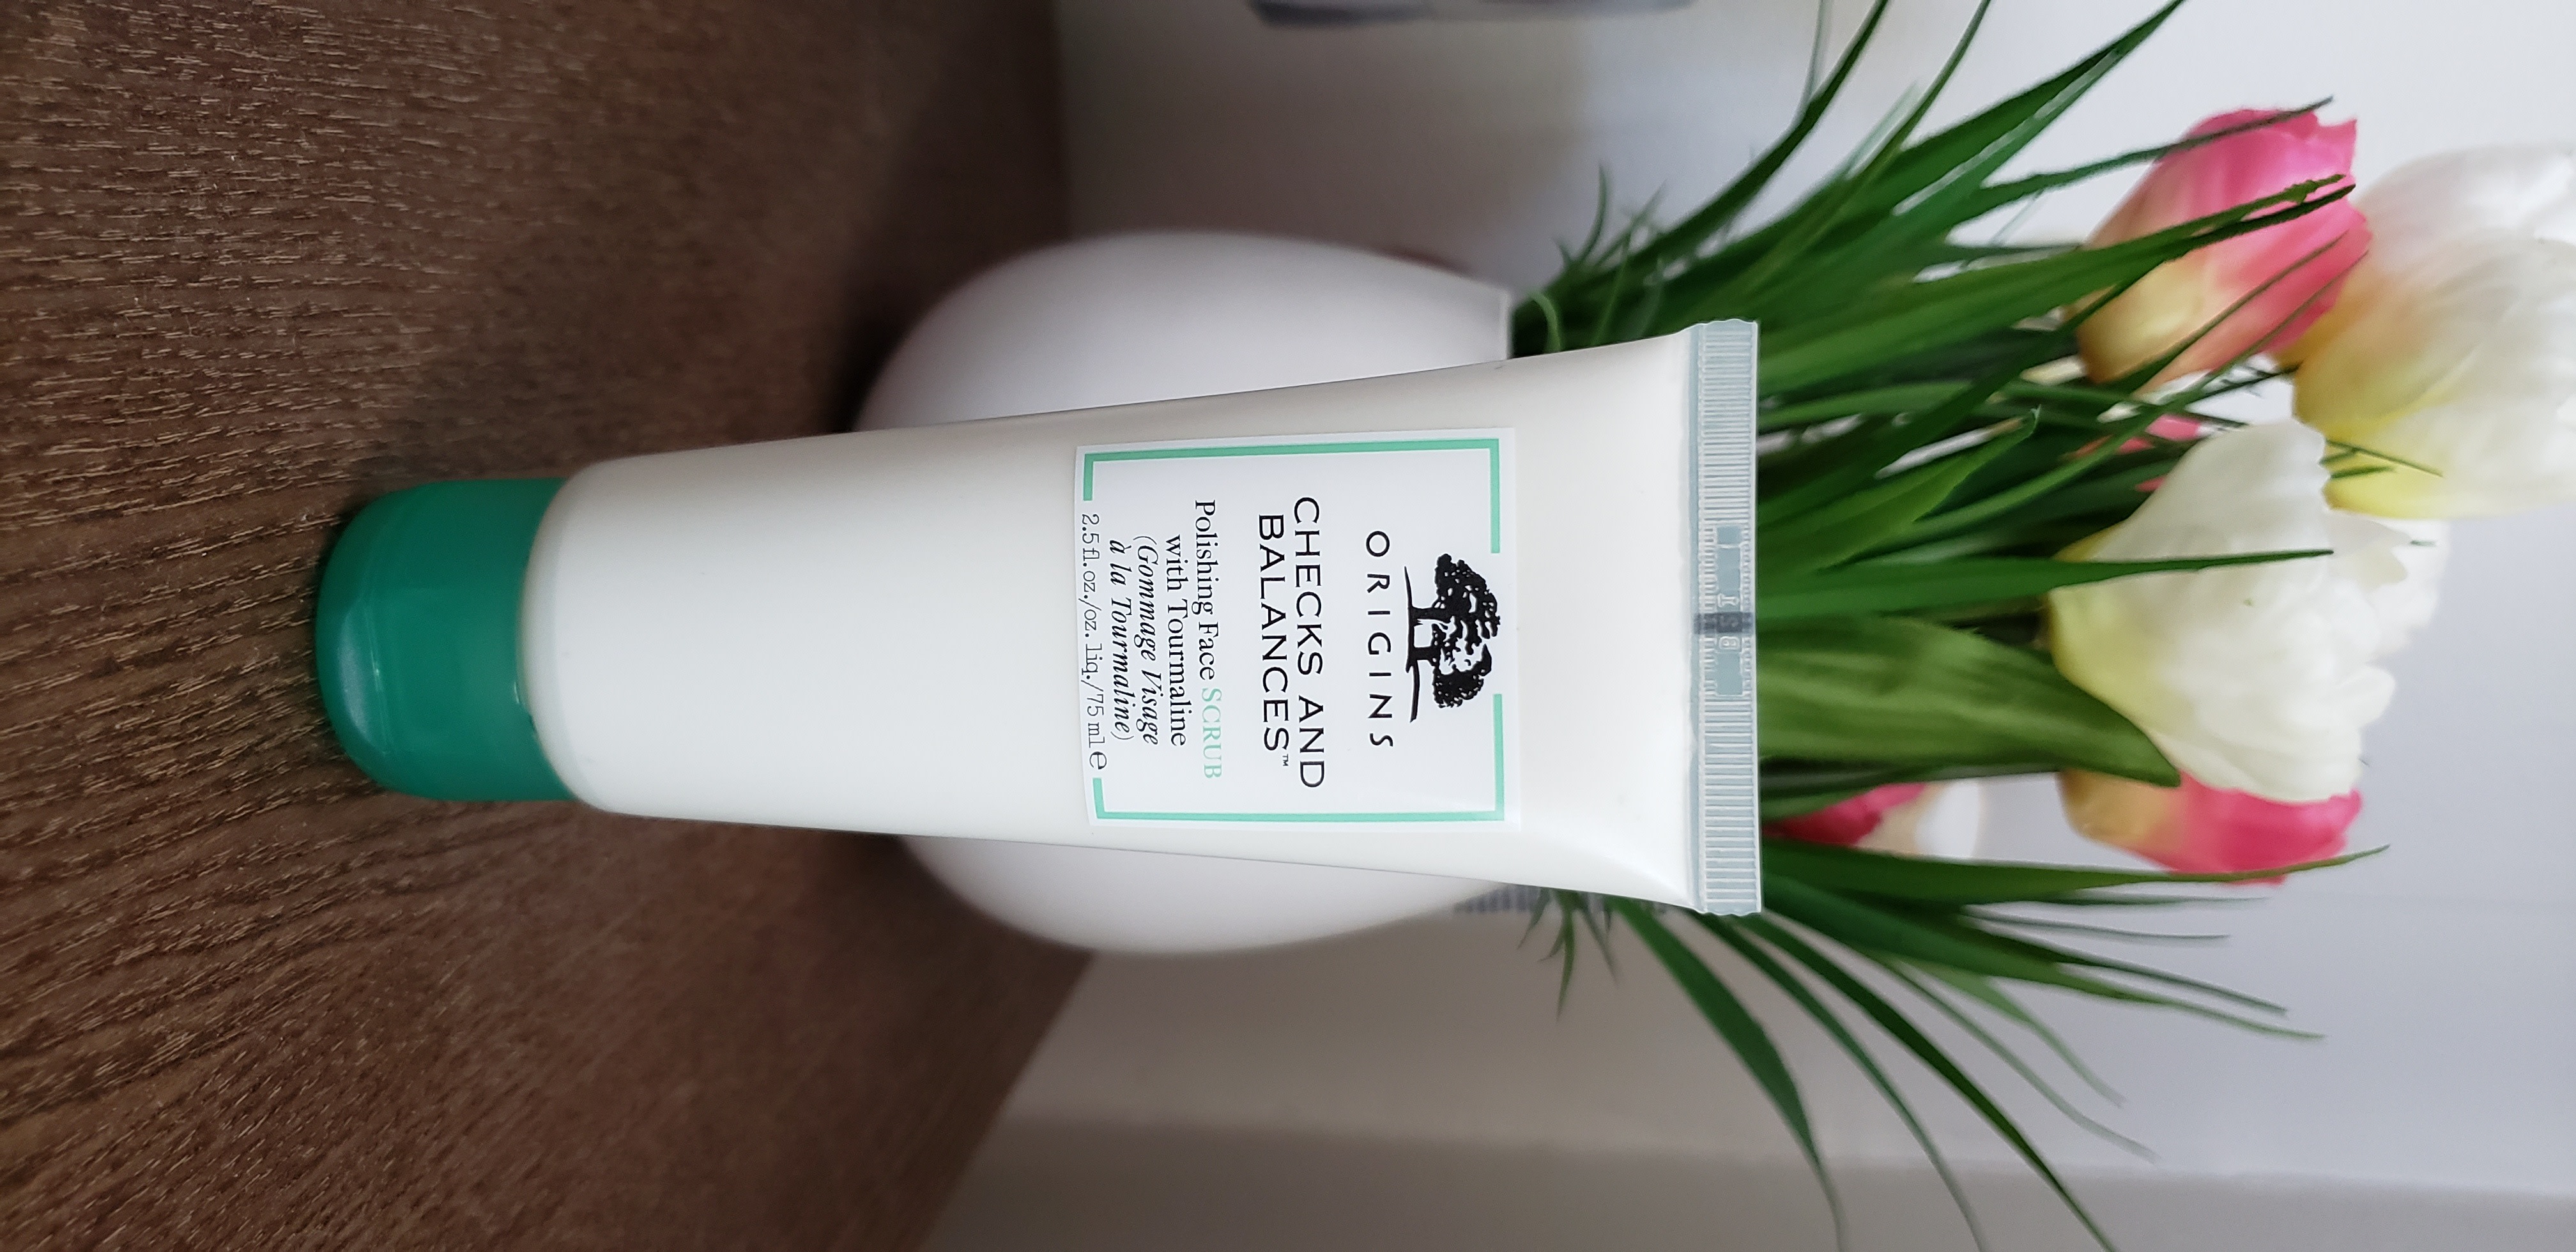 ORIGINS
CHECKS AND
BALANCES™
Polishing Face SCRUB
with Tourmaline
(Gommage Visage
à la Tourmaline)
2.5 fl.oz./oz. liq./75 ml ℮